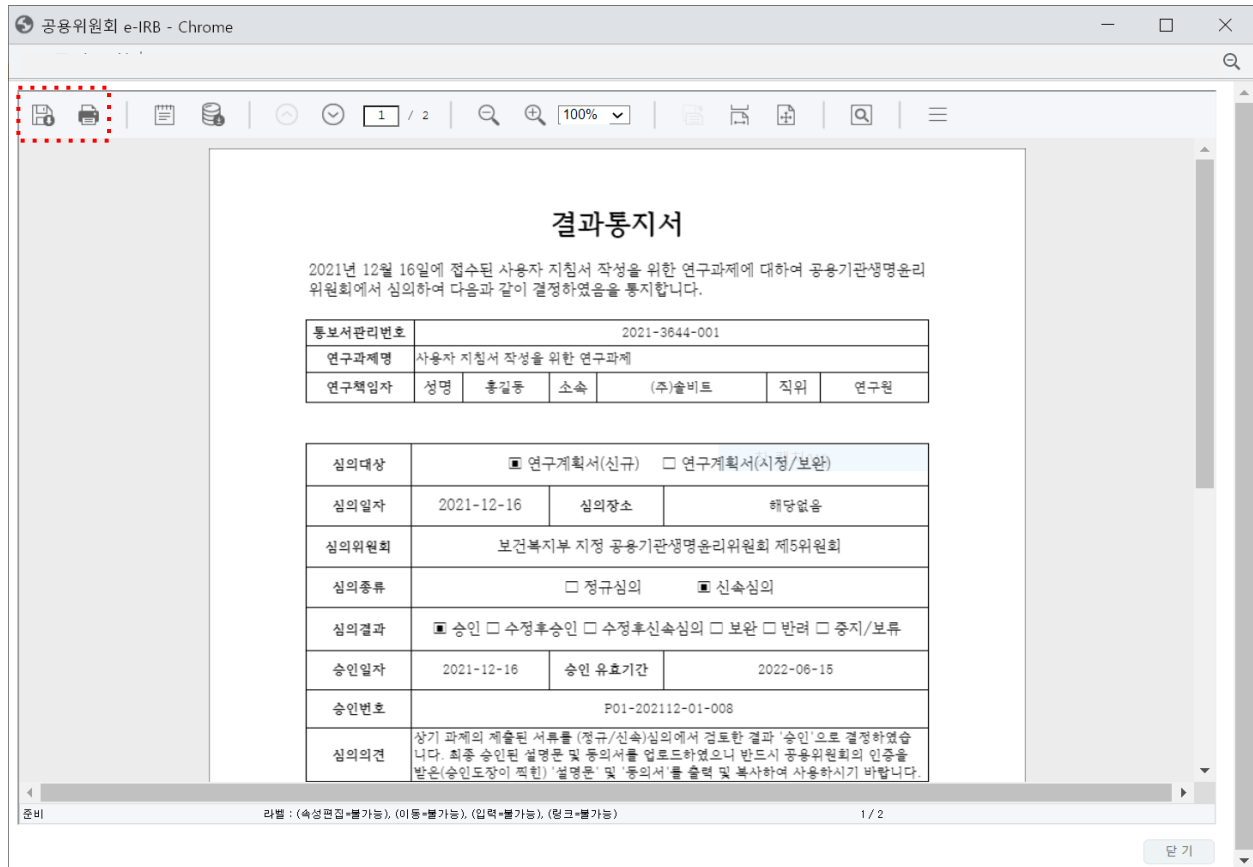 공용위원회 e-IRB - Chrome
1 / 2 100%
결과통지서
2021년 12월 16일에 접수된 사용자 지침서 작성을 위한 연구과제에 대하여 공용기관생명윤리
위원회에서 심의하여 다음과 같이 결정하였음을 통지합니다.
통보서관리번호 2021-3644-001
연구과제명 사용자 지침서 작성을 위한 연구과제
연구책임자 성명 홍길동 소속 (주)솔비트 직위 연구원
심의대상 ▣ 연구계획서(신규) □ 연구계획서(시정/보완)
심의일자 2021-12-16 심의장소 해당없음
심의위원회 보건복지부 지정 공용기관생명윤리위원회 제5위원회
심의종류 □ 정규심의 ▣ 신속심의
심의결과 ▣ 승인 □ 수정후승인 □ 수정후신속심의 □ 보완 □ 반려 □ 중지/보류
승인일자 2021-12-16 승인 유효기간 2022-06-15
승인번호 P01-202112-01-008
심의의견 상기 과제의 제출된 서류를 (정규/신속)심의에서 검토한 결과 '승인'으로 결정하였습
니다. 최종 승인된 설명문 및 동의서를 업로드하였으니 반드시 공용위원회의 인증을
받은(승인도장이 찍힌) '설명문' 및 '동의서'를 출력 및 복사하여 사용하시기 바랍니다.
준비 라벨 : (속성편집=불가능), (이동=불가능), (입력=불가능), (링크=불가능) 1 / 2
닫 기